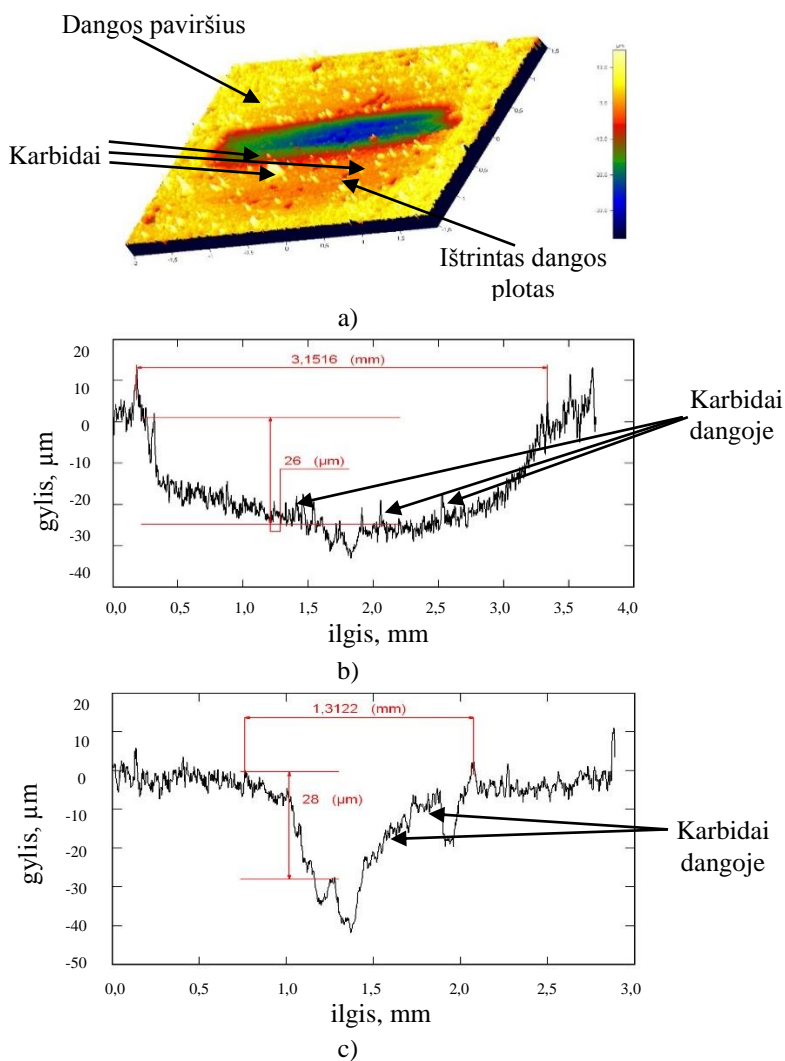 Dangos paviršius
Karbidai
Ištrintas dangos
plotas
a)
20
10
0
-10
-20
-30
-40
gylis, µm
3,1516 (mm)
26 (µm)
Karbidai
dangoje
0,0 0,5 1,0 1,5 2,0 2,5 3,0 3,5 4,0
ilgis, mm
b)
20
10
0
-10
-20
-30
-40
-50
gylis, µm
1,3122 (mm)
28 (µm)
Karbidai
dangoje
0,0 0,5 1,0 1,5 2,0 2,5 3,0
ilgis, mm
c)